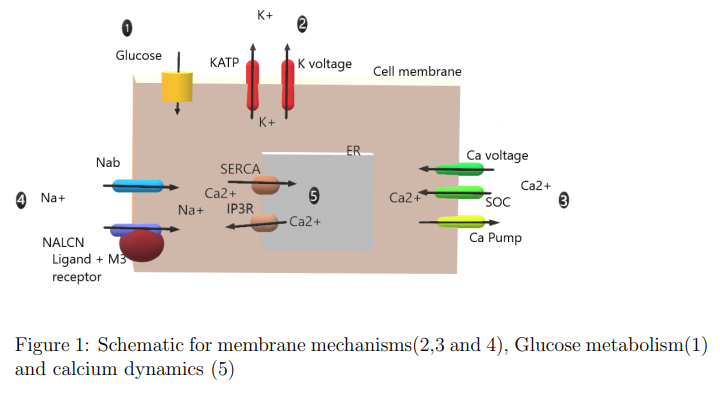 K+
1
2
Glucose
KATP
K voltage
Cell membrane
K+
ER
Ca voltage
Nab
SERCA
Ca2+
Ca2+
Ca2+
4
Na+
5
3
Na+
IP3R
SOC
Ca2+
NALCN
Ca Pump
Ligand + M3
receptor
Figure 1: Schematic for membrane mechanisms(2,3 and 4), Glucose metabolism(1)
and calcium dynamics (5)